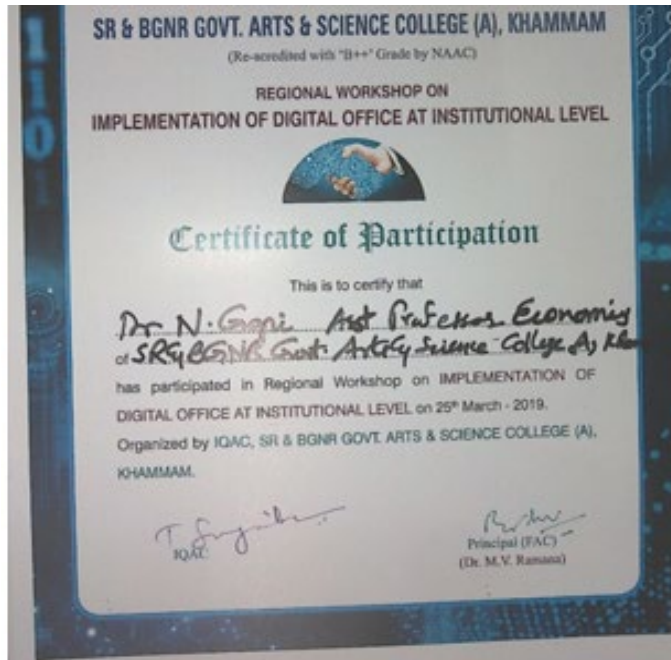 SR & BGNR GOVT. ARTS & SCIENCE COLLEGE (A), KHAMMAM
(Re-acredited with "B++" Grade by NAAC)
REGIONAL WORKSHOP ON
IMPLEMENTATION OF DIGITAL OFFICE AT INSTITUTIONAL LEVEL
Certificate of Participation
This is to certify that
Dr N. Gopi Asst Professor Economics
of SR & BGNR Govt. Arts & Science College A, Kham
has participated in Regional Workshop on IMPLEMENTATION OF
DIGITAL OFFICE AT INSTITUTIONAL LEVEL on 25th March - 2019.
Organized by IQAC, SR & BGNR GOVT. ARTS & SCIENCE COLLEGE (A),
KHAMMAM.
IQAC
Principal (FAC)
(Dr. M.V. Ramana)